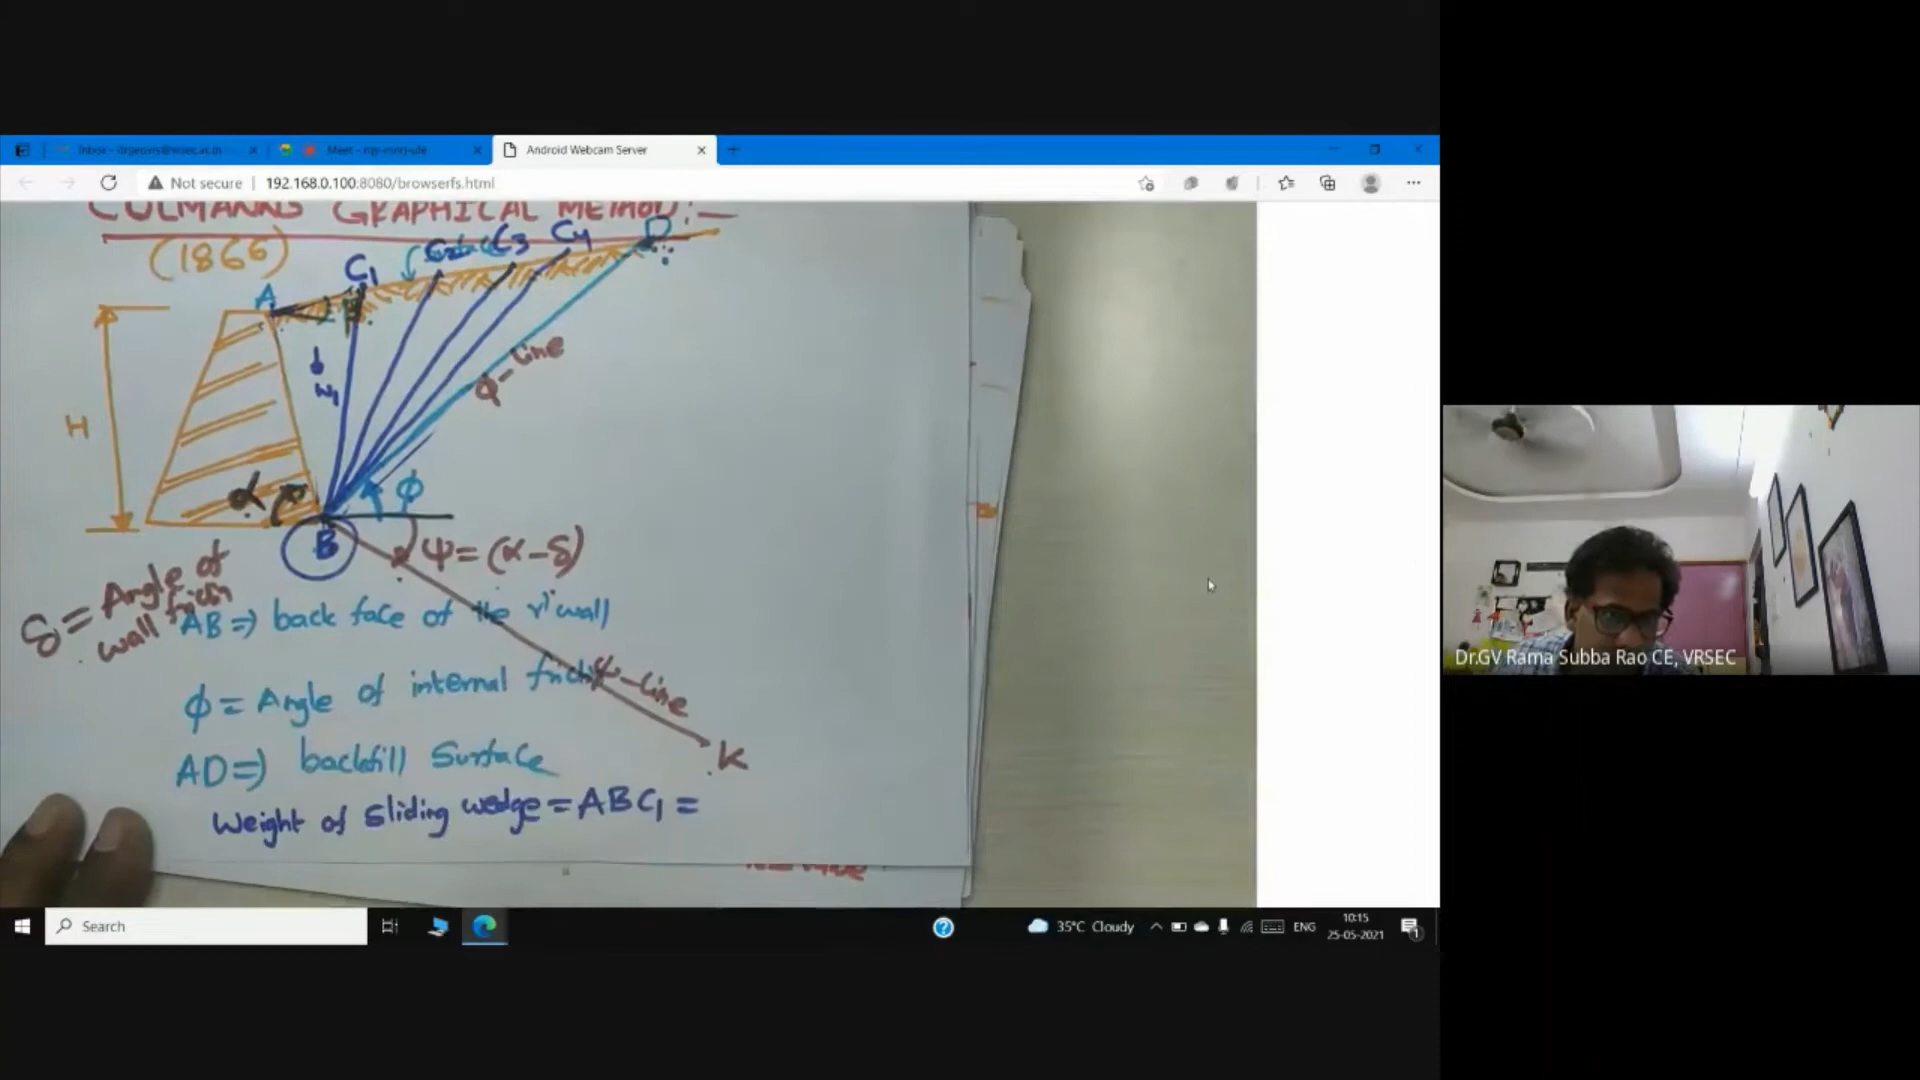 Meet -
Android Webcam Server
Not secure
192.168.0.100:8080/browserfs.html
CULMANNS GRAPHICAL METHOD:-
(1866)
C1
C3
C4
D
A
H
W1
ϕ-line
α
ϕ
B
ψ = (α-δ)
δ = Angle of
wall friction
AB => back face of the r' wall
ϕ = Angle of internal
ψ-line
AD => backfill Surface
K
Weight of Sliding wedge = ABC1 =
Dr.GV Rama Subba Rao CE, VRSEC
Search
35°C Cloudy
ENG
10:15
25-05-2021
1